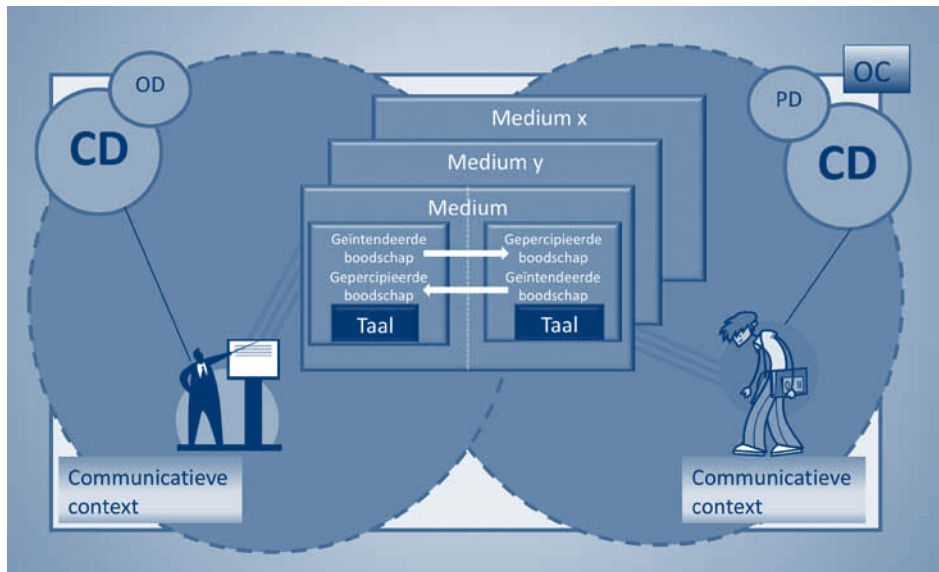 OD
CD
PD
OC
CD
Medium x
Medium y
Medium
Geïntendeerde
boodschap
Gepercipieerde
boodschap
Gepercipieerde
boodschap
Geïntendeerde
boodschap
Taal
Taal
Communicatieve
context
Communicatieve
context